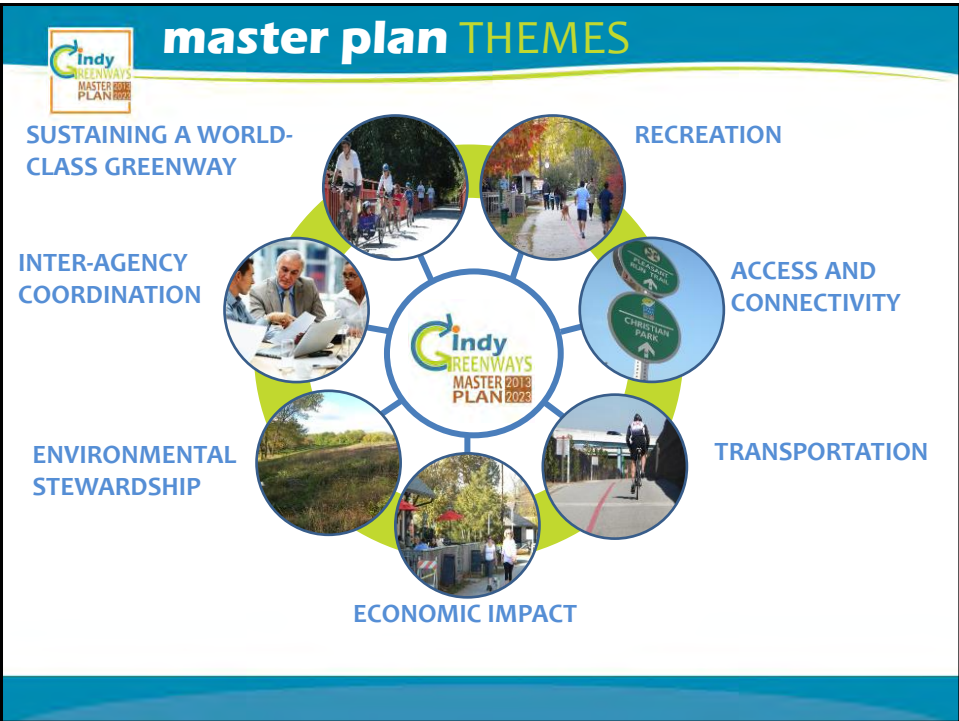 master plan THEMES
indy
GREENWAYS
MASTER 2013
PLAN 2023
SUSTAINING A WORLD-
CLASS GREENWAY
RECREATION
INTER-AGENCY
COORDINATION
PLEASANT
RUN TRAIL
CHRISTIAN
PARK
ACCESS AND
CONNECTIVITY
indy
GREENWAYS
MASTER 2013
PLAN 2023
ENVIRONMENTAL
STEWARDSHIP
TRANSPORTATION
ECONOMIC IMPACT